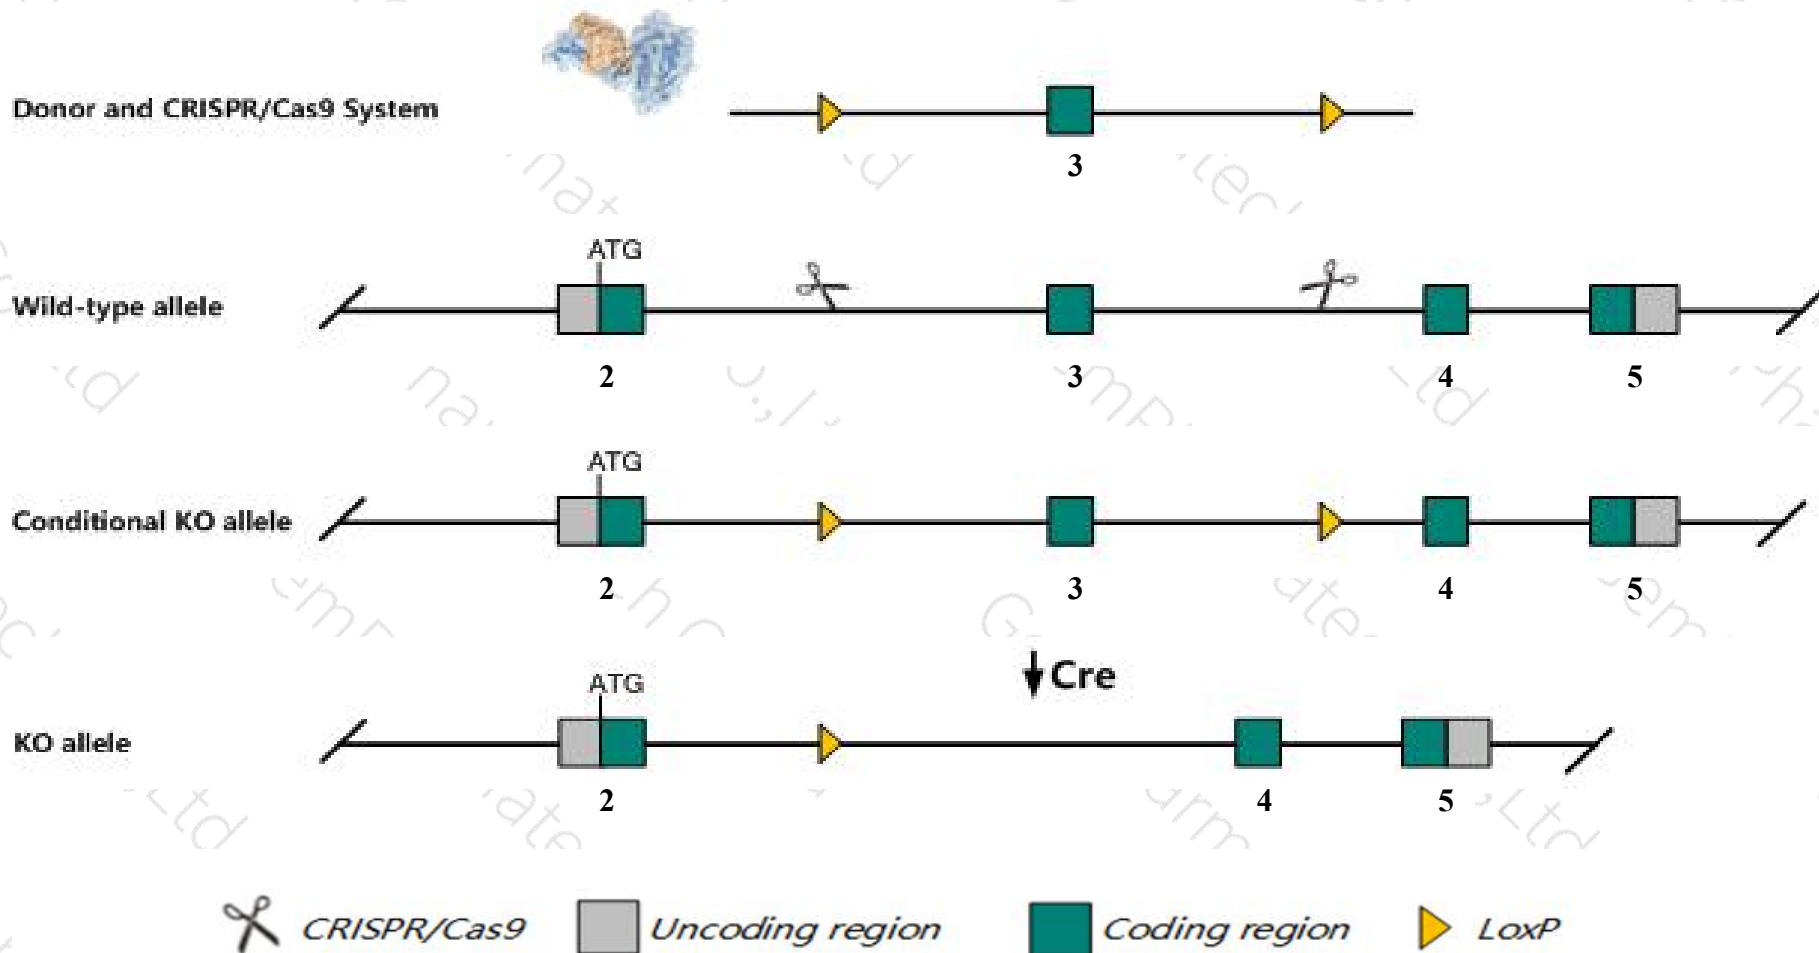 Donor and CRISPR/Cas9 System
3
ATG
Wild-type allele
2 3 4 5
ATG
Conditional KO allele
2 3 4 5
Cre
ATG
KO allele
2 4 5
CRISPR/Cas9 Uncoding region Coding region LoxP